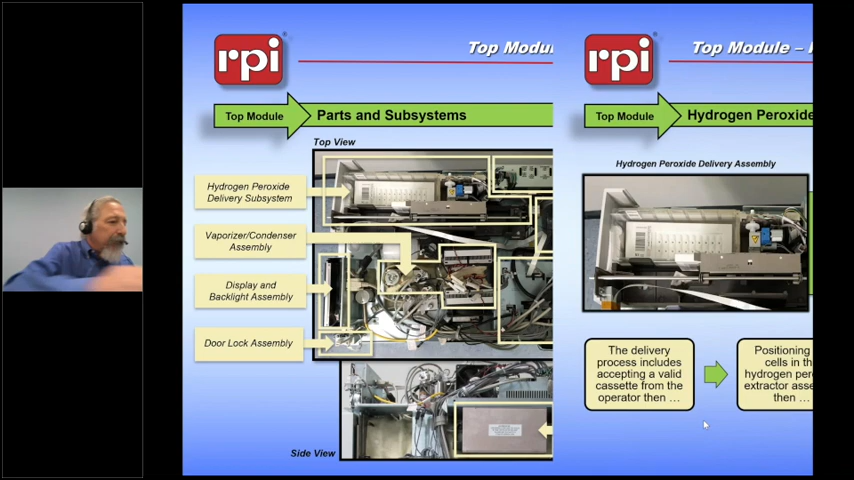 rpi
Top Modul
Top Module
Parts and Subsystems
Top View
Hydrogen Peroxide
Delivery Subsystem
Vaporizer/Condenser
Assembly
Display and
Backlight Assembly
Door Lock Assembly
Side View
rpi
Top Module –
Top Module
Hydrogen Peroxide
Hydrogen Peroxide Delivery Assembly
The delivery
process includes
accepting a valid
cassette from the
operator then ...
Positioning
cells in th
hydrogen per
extractor asse
then ...